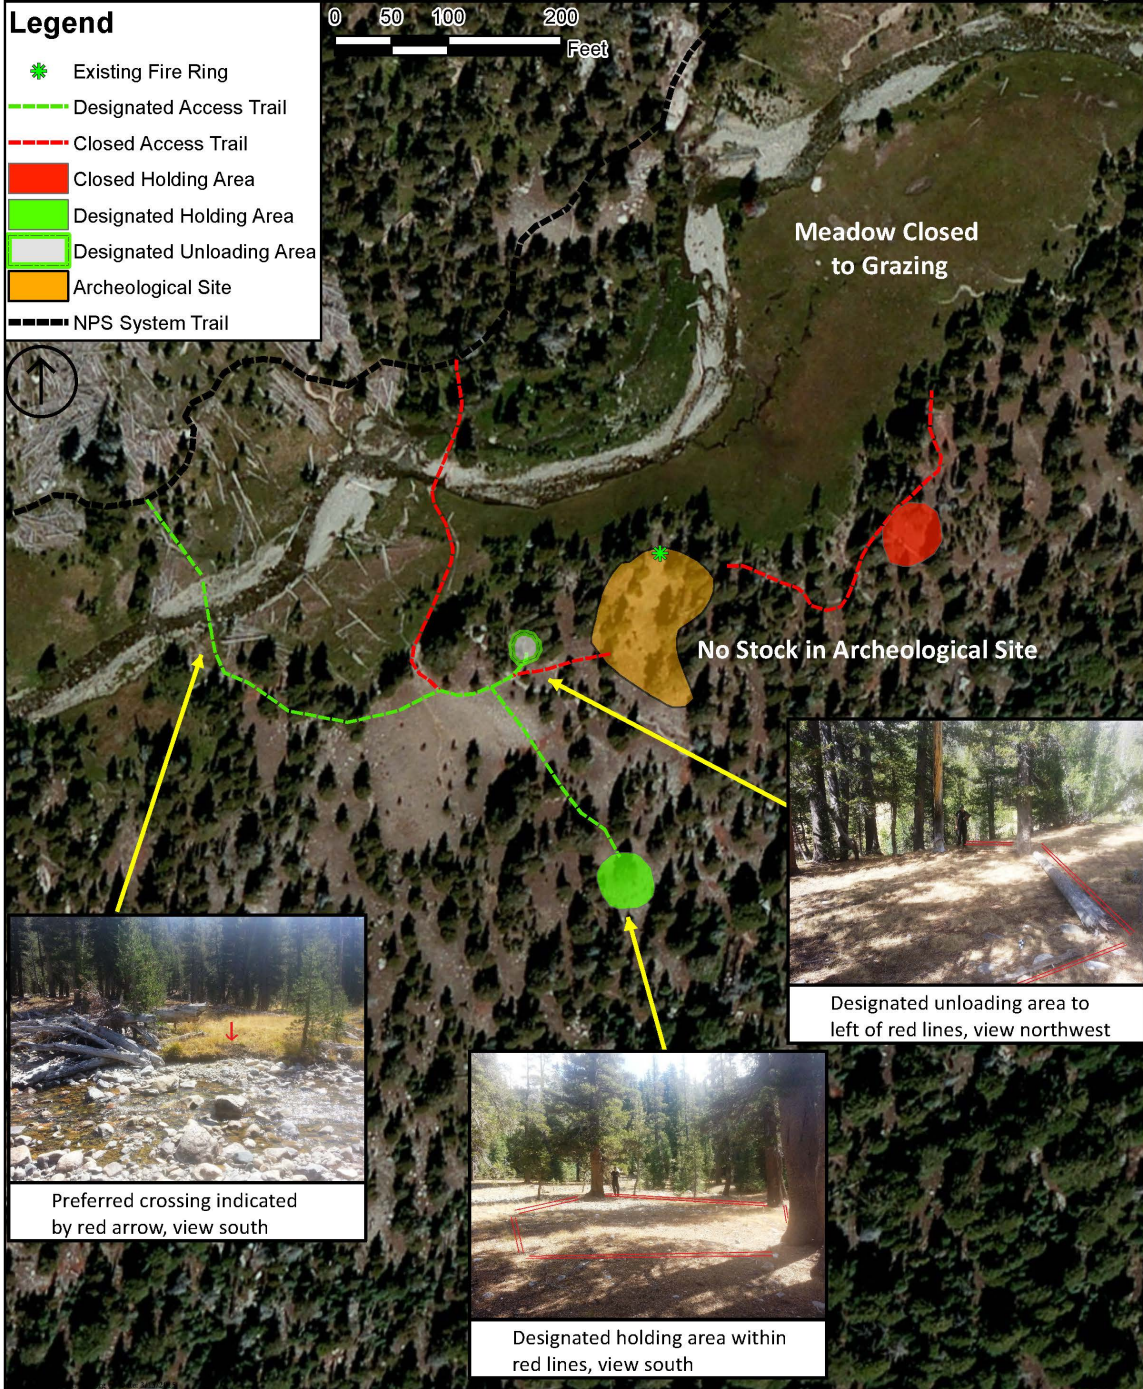 Legend
Existing Fire Ring
Designated Access Trail
Closed Access Trail
Closed Holding Area
Designated Holding Area
Designated Unloading Area
Archeological Site
NPS System Trail
0 50 100 200
Feet
Meadow Closed
to Grazing
No Stock in Archeological Site
Designated unloading area to
left of red lines, view northwest
Preferred crossing indicated
by red arrow, view south
Designated holding area within
red lines, view south